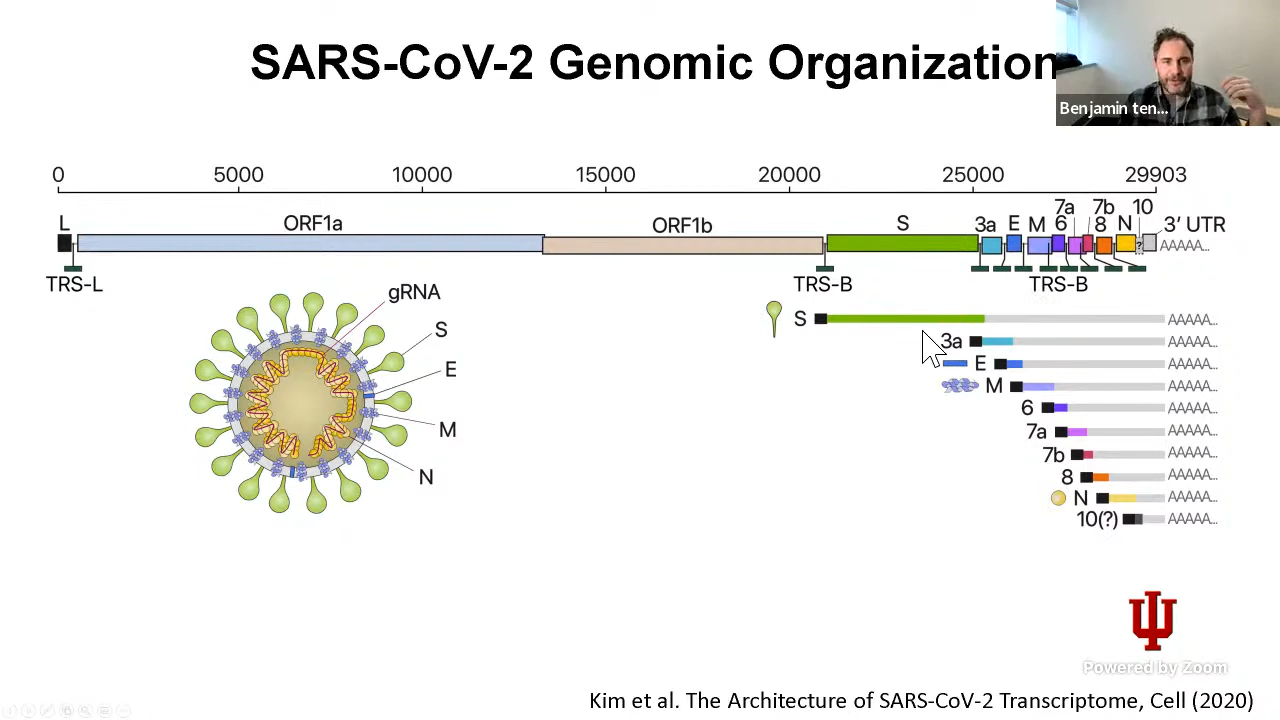 SARS-CoV-2 Genomic Organization
Benjamin ten...
0 5000 10000 15000 20000 25000 29903
7a 7b 10
L ORF1a ORF1b S 3a E M 6 8 N 3' UTR
? AAAAA...
TRS-L TRS-B TRS-B
gRNA
S
E
M
N
S AAAAA...
3a AAAAA...
E AAAAA...
M AAAAA...
6 AAAAA...
7a AAAAA...
7b AAAAA...
8 AAAAA...
N AAAAA...
10(?) AAAAA...
Powered by Zoom
Kim et al. The Architecture of SARS-CoV-2 Transcriptome, Cell (2020)